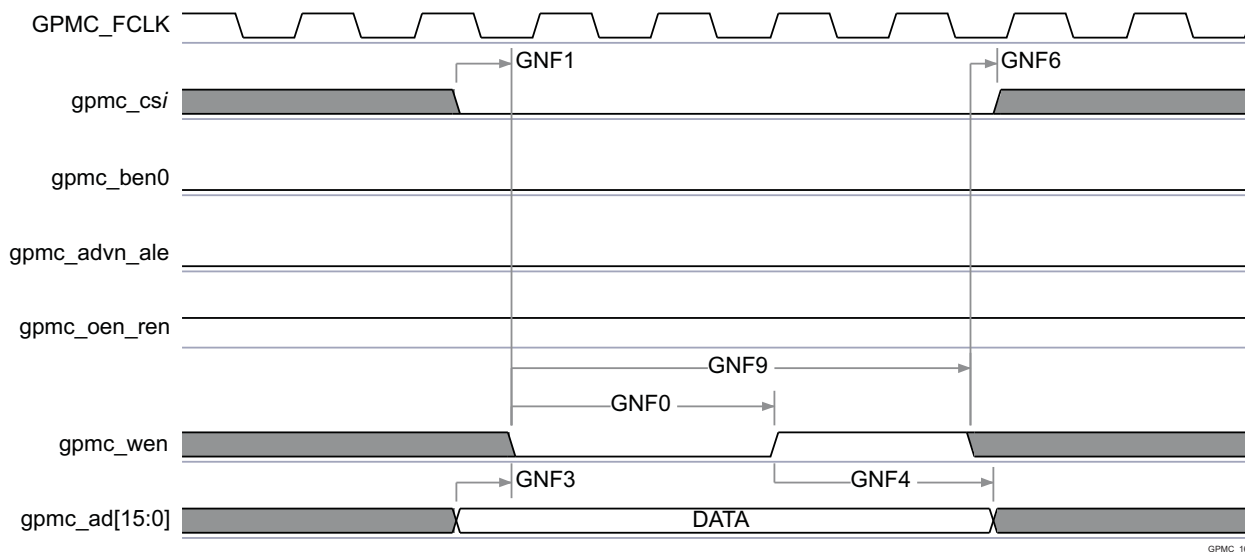 GPMC_FCLK
GNF1
GNF6
gpmc_csi
gpmc_ben0
gpmc_advn_ale
gpmc_oen_ren
GNF9
GNF0
gpmc_wen
GNF3
GNF4
gpmc_ad[15:0]
DATA